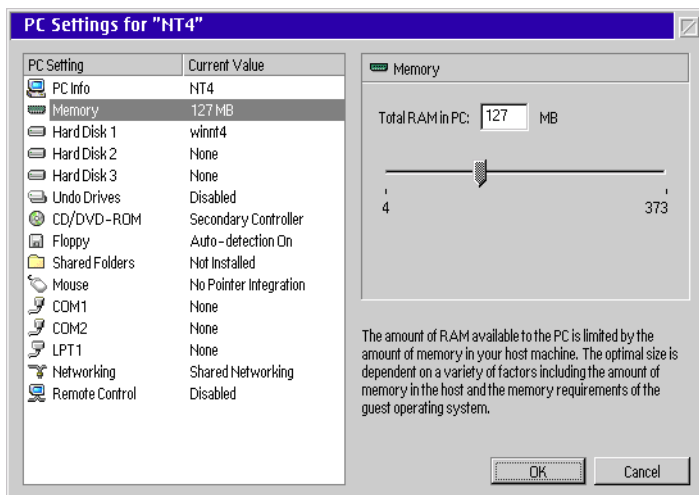 PC Settings for "NT4"
PC Setting Current Value
PC Info NT4
Memory 127 MB
Hard Disk 1 winnt4
Hard Disk 2 None
Hard Disk 3 None
Undo Drives Disabled
CD/DVD-ROM Secondary Controller
Floppy Auto-detection On
Shared Folders Not Installed
Mouse No Pointer Integration
COM1 None
COM2 None
LPT1 None
Networking Shared Networking
Remote Control Disabled
Memory
Total RAM in PC: 127 MB
4 373
The amount of RAM available to the PC is limited by the
amount of memory in your host machine. The optimal size is
dependent on a variety of factors including the amount of
memory in the host and the memory requirements of the
guest operating system.
OK Cancel